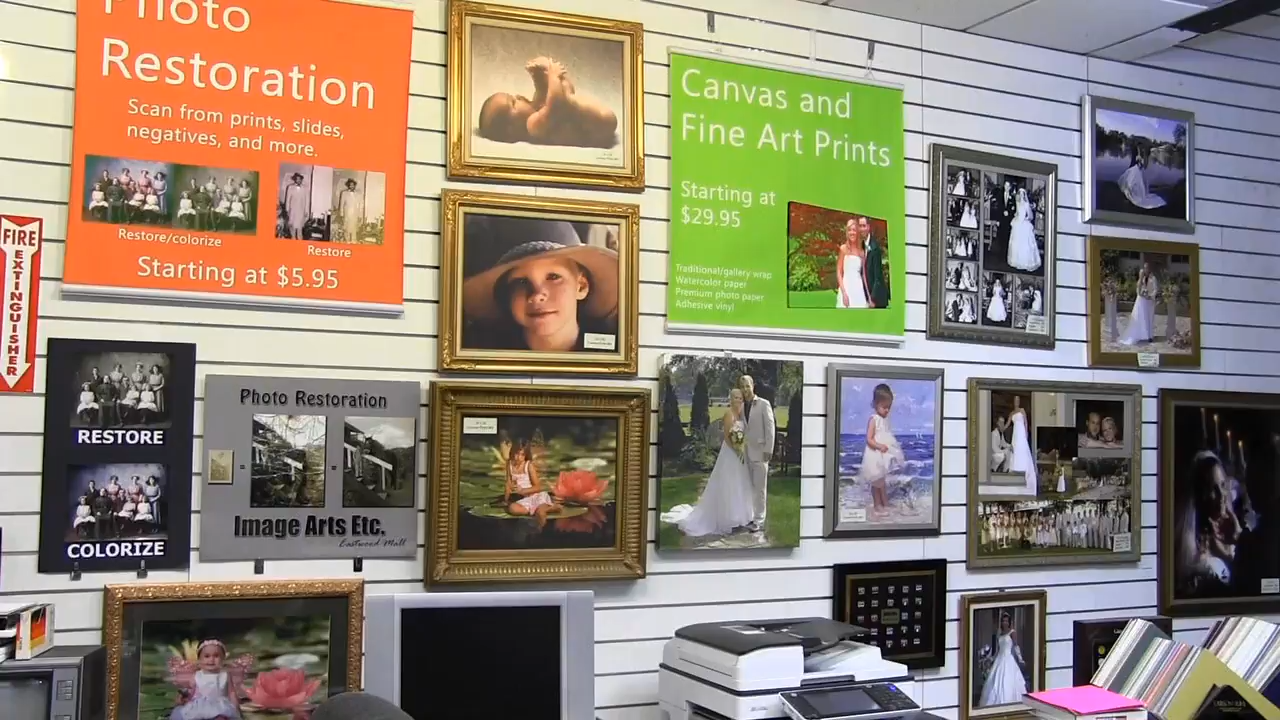 Photo
Restoration
Scan from prints, slides,
negatives, and more.
Restore/colorize
Restore
Starting at $5.95
Canvas and
Fine Art Prints
Starting at
$29.95
Traditional/gallery wrap
Watercolor paper
Premium photo paper
Adhesive vinyl
FIRE
EXTINGUISHER
RESTORE
COLORIZE
Photo Restoration
=
=
Image Arts Etc.
Eastwood Mall